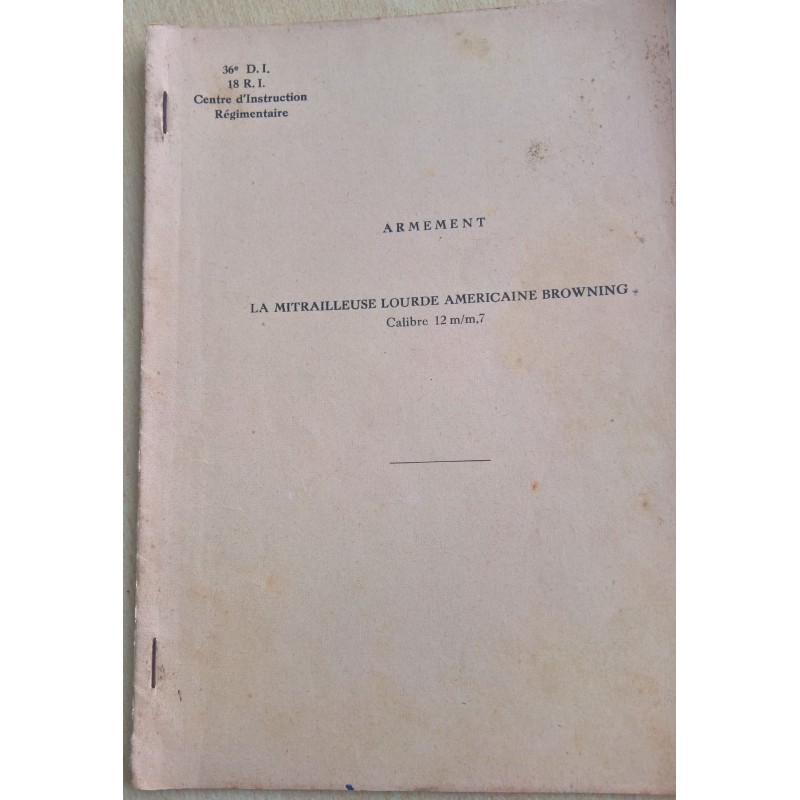 36e D. I.
18 R. I.
Centre d'Instruction
Régimentaire
ARMEMENT
LA MITRAILLEUSE LOURDE AMERICAINE BROWNING
Calibre 12 m/m,7